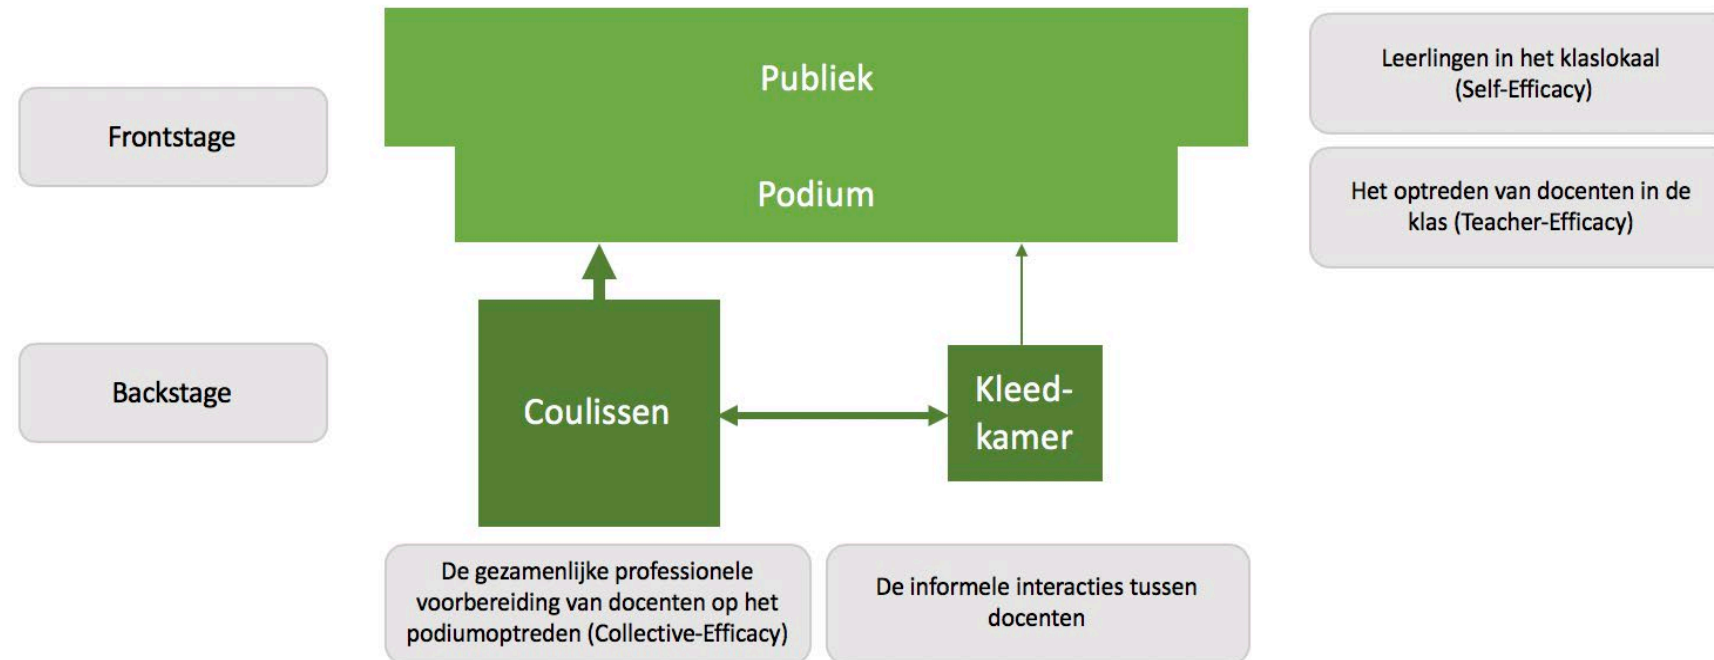 Publiek
Leerlingen in het klaslokaal
(Self-Efficacy)
Frontstage
Podium
Het optreden van docenten in de
klas (Teacher-Efficacy)
Backstage
Coulissen
Kleed-
kamer
De gezamenlijke professionele
voorbereiding van docenten op het
podiumoptreden (Collective-Efficacy)
De informele interacties tussen
docenten